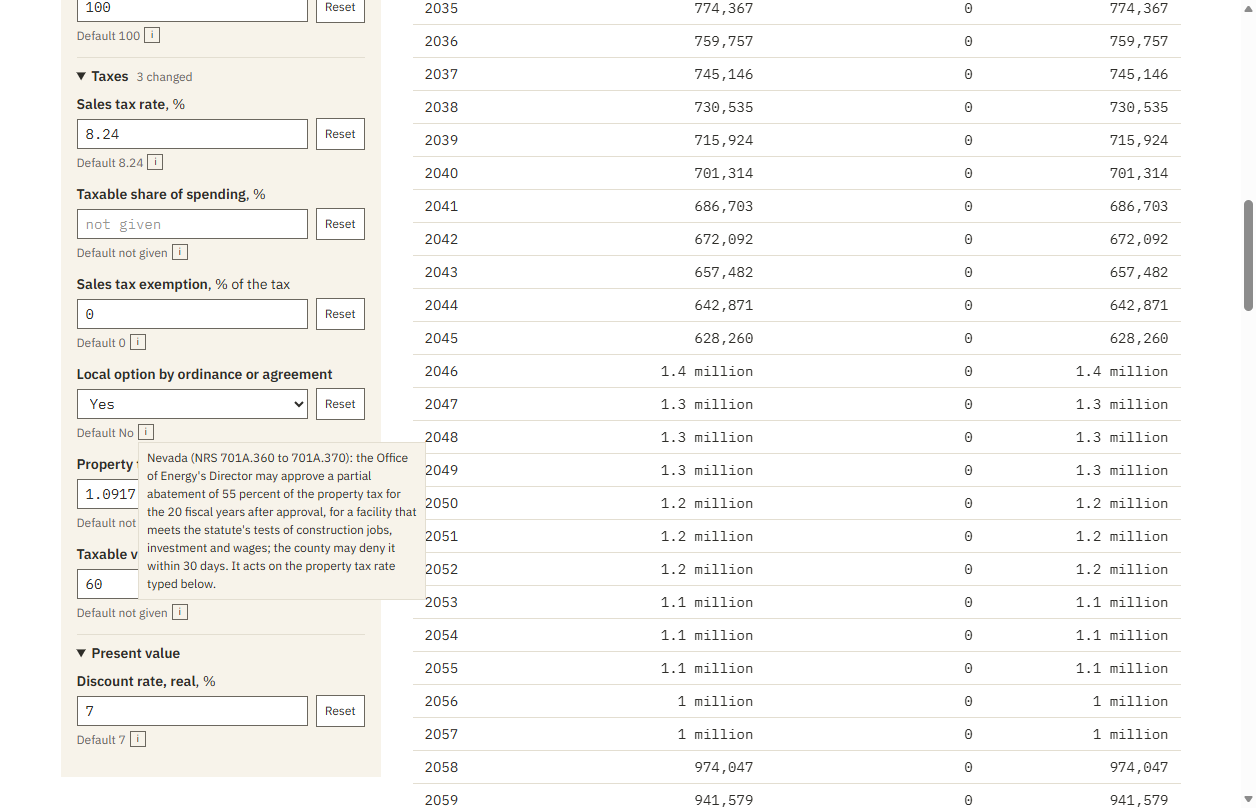 100
Reset
Default 100 i
▼ Taxes 3 changed
Sales tax rate, %
8.24
Reset
Default 8.24 i
Taxable share of spending, %
not given
Reset
Default not given i
Sales tax exemption, % of the tax
0
Reset
Default 0 i
Local option by ordinance or agreement
Yes
Reset
Default No i
Nevada (NRS 701A.360 to 701A.370): the Office
of Energy's Director may approve a partial
abatement of 55 percent of the property tax for
the 20 fiscal years after approval, for a facility that
meets the statute's tests of construction jobs,
investment and wages; the county may deny it
within 30 days. It acts on the property tax rate
typed below.
Property
1.0917
Default not
Taxable v
60
Default not given i
▼ Present value
Discount rate, real, %
7
Reset
Default 7 i
2035 774,367 0 774,367
2036 759,757 0 759,757
2037 745,146 0 745,146
2038 730,535 0 730,535
2039 715,924 0 715,924
2040 701,314 0 701,314
2041 686,703 0 686,703
2042 672,092 0 672,092
2043 657,482 0 657,482
2044 642,871 0 642,871
2045 628,260 0 628,260
2046 1.4 million 0 1.4 million
2047 1.3 million 0 1.3 million
2048 1.3 million 0 1.3 million
2049 1.3 million 0 1.3 million
2050 1.2 million 0 1.2 million
2051 1.2 million 0 1.2 million
2052 1.2 million 0 1.2 million
2053 1.1 million 0 1.1 million
2054 1.1 million 0 1.1 million
2055 1.1 million 0 1.1 million
2056 1 million 0 1 million
2057 1 million 0 1 million
2058 974,047 0 974,047
2059 941,579 0 941,579